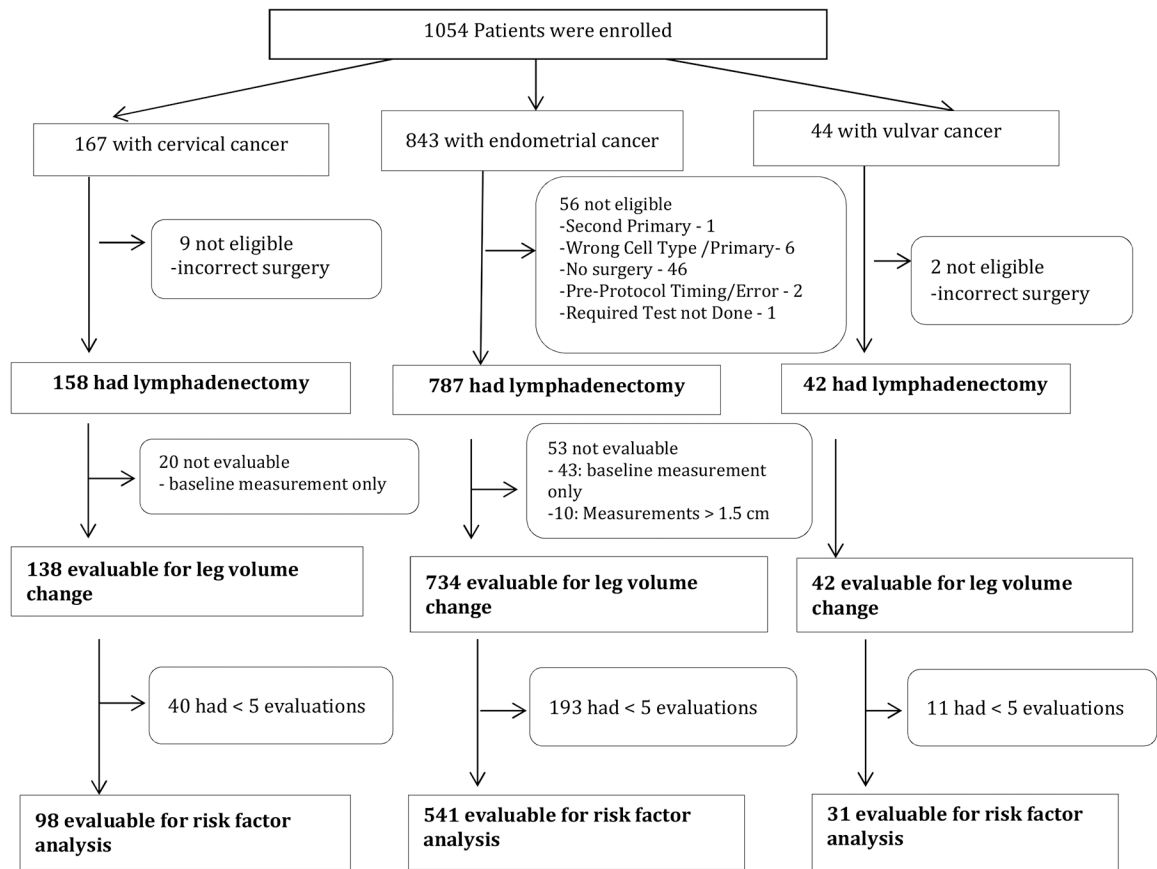 1054 Patients were enrolled
167 with cervical cancer
843 with endometrial cancer
44 with vulvar cancer
9 not eligible
-incorrect surgery
56 not eligible
-Second Primary - 1
-Wrong Cell Type /Primary- 6
-No surgery - 46
-Pre-Protocol Timing/Error - 2
-Required Test not Done - 1
2 not eligible
-incorrect surgery
158 had lymphadenectomy
787 had lymphadenectomy
42 had lymphadenectomy
20 not evaluable
- baseline measurement only
53 not evaluable
- 43: baseline measurement
only
-10: Measurements > 1.5 cm
138 evaluable for leg volume
change
734 evaluable for leg volume
change
42 evaluable for leg volume
change
40 had < 5 evaluations
193 had < 5 evaluations
11 had < 5 evaluations
98 evaluable for risk factor
analysis
541 evaluable for risk factor
analysis
31 evaluable for risk factor
analysis